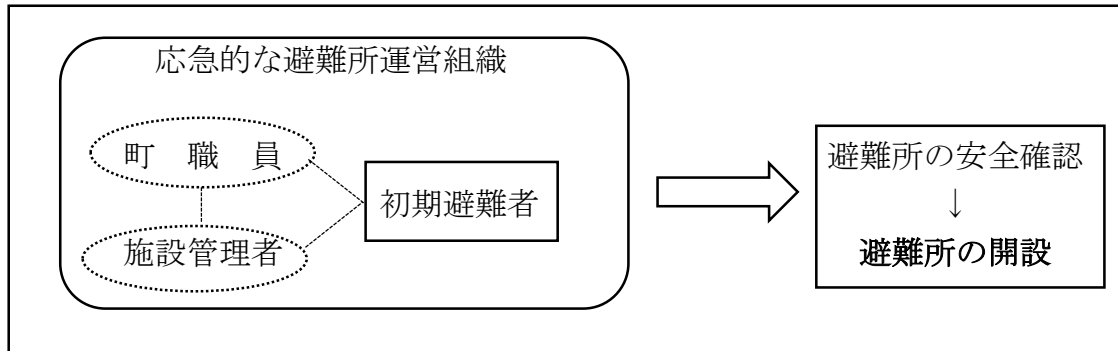 応急的な避難所運営組織
町　職　員
初期避難者
施設管理者
避難所の安全確認
↓
避難所の開設